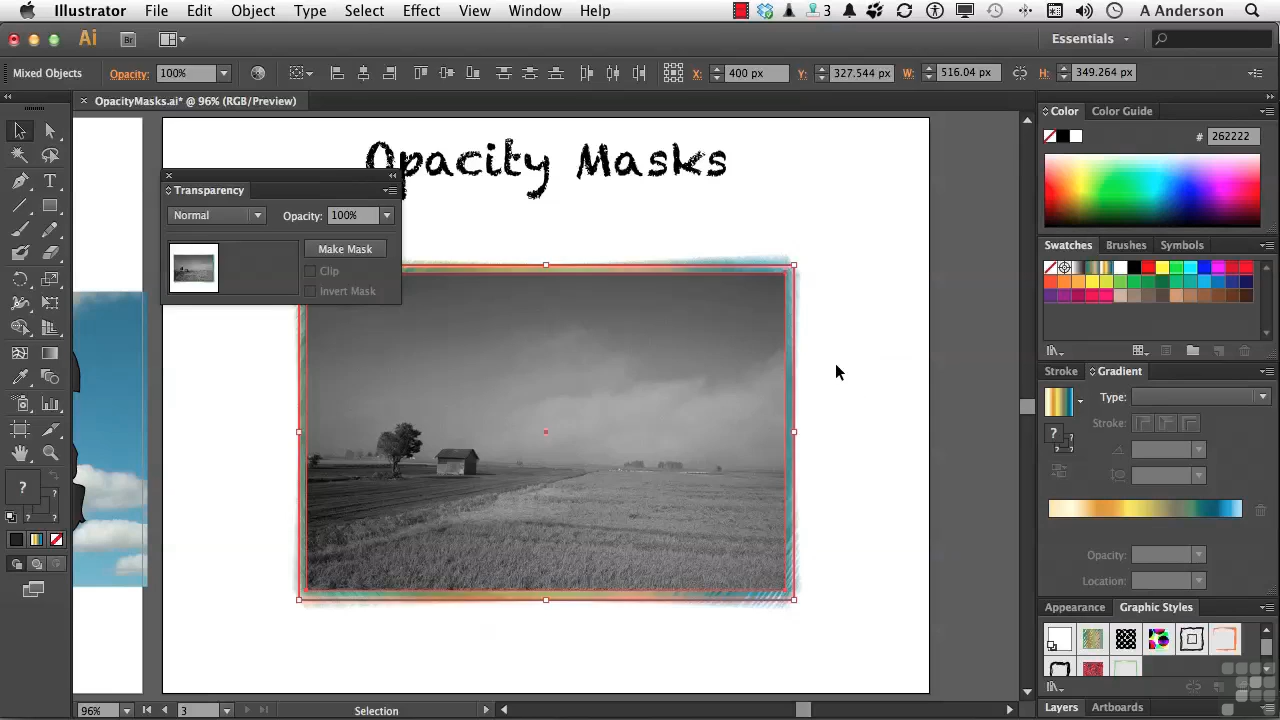 Illustrator File Edit Object Type Select Effect View Window Help 3 A Anderson
Ai Br Essentials
Mixed Objects Opacity: 100% X: 400 px Y: 327.544 px W: 516.04 px H: 349.264 px
× OpacityMasks.ai* @ 96% (RGB/Preview)
Color Color Guide
# 262222
Opacity Masks
Transparency
Normal Opacity: 100%
Make Mask
Clip
Invert Mask
Swatches Brushes Symbols
Stroke Gradient
Type:
Stroke:
?
?
?
?
?
?
Opacity:
Location:
Appearance Graphic Styles
Layers Artboards
96% 3 Selection